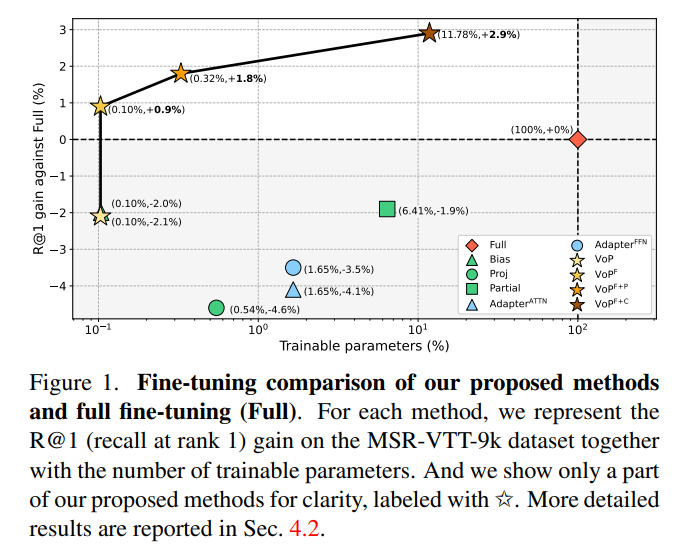 3
2
1
0
−1
−2
−3
−4
R@1 gain against Full (%)
(11.78%,+2.9%)
(0.32%,+1.8%)
(0.10%,+0.9%)
(100%,+0%)
(0.10%,-2.0%)
(0.10%,-2.1%)
(6.41%,-1.9%)
(1.65%,-3.5%)
(1.65%,-4.1%)
(0.54%,-4.6%)
Full
Bias
Proj
Partial
Adapter^ATTN
Adapter^FFN
VoP
VoP^F
VoP^F+P
VoP^F+C
10^−1 10^0 10^1 10^2
Trainable parameters (%)
Figure 1. Fine-tuning comparison of our proposed methods
and full fine-tuning (Full). For each method, we represent the
R@1 (recall at rank 1) gain on the MSR-VTT-9k dataset together
with the number of trainable parameters. And we show only a part
of our proposed methods for clarity, labeled with ☆. More detailed
results are reported in Sec. 4.2.